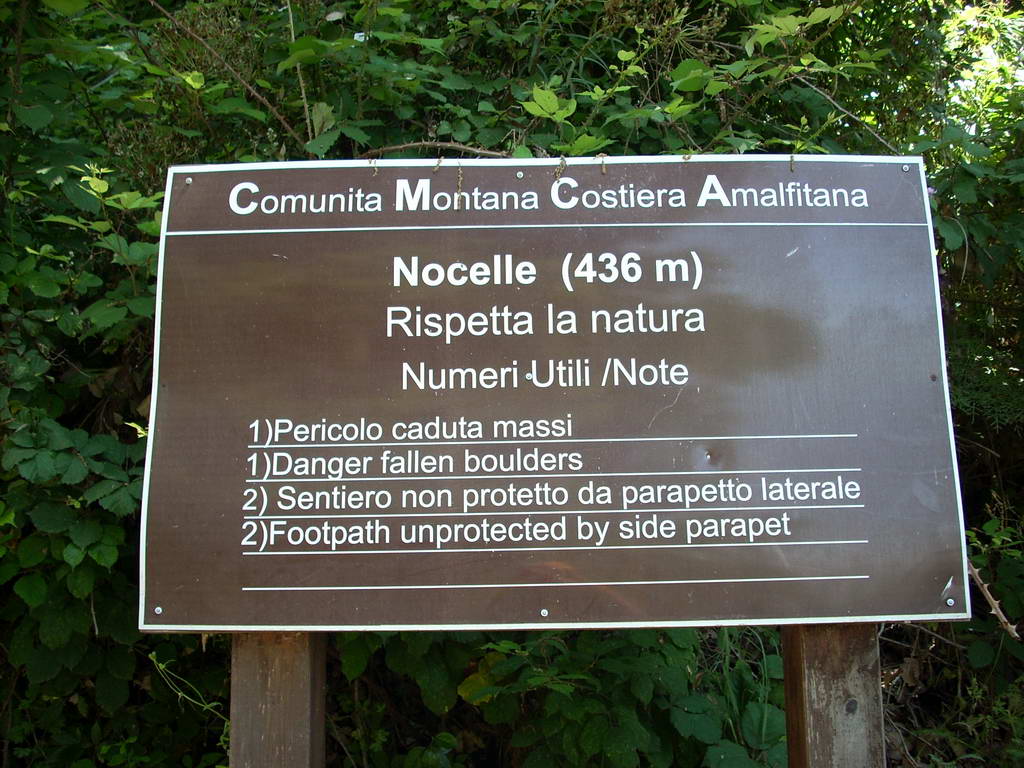 Comunita Montana Costiera Amalfitana
Nocelle (436 m)
Rispetta la natura
Numeri Utili /Note
1)Pericolo caduta massi
1)Danger fallen boulders
2) Sentiero non protetto da parapetto laterale
2)Footpath unprotected by side parapet